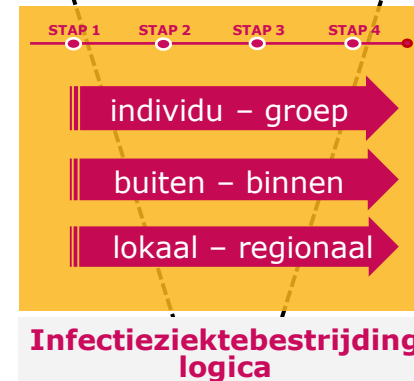 STAP 1 STAP 2 STAP 3 STAP 4
individu – groep
buiten – binnen
lokaal – regionaal
Infectieziektebestrijding
logica